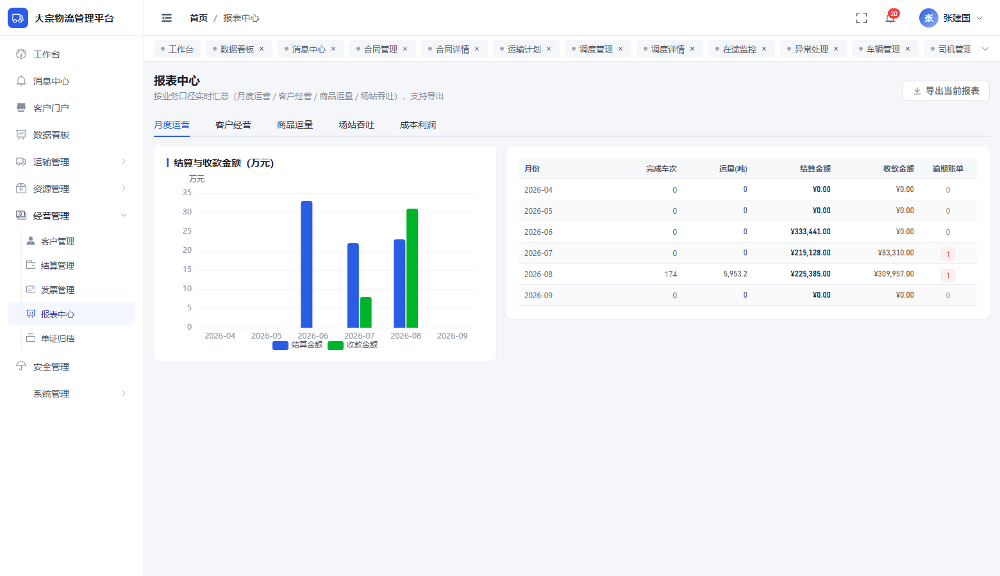 大宗物流管理平台
首页 / 报表中心
20
张 张建国
工作台 数据看板 × 消息中心 × 合同管理 × 合同详情 × 运输计划 × 调度管理 × 调度详情 × 在途监控 × 异常处理 × 车辆管理 × 司机管理
工作台
消息中心
客户门户
数据看板
运输管理
资源管理
经营管理
客户管理
结算管理
发票管理
报表中心
单证归档
安全管理
系统管理
报表中心
按业务口径实时汇总（月度运营 / 客户经营 / 商品运量 / 场站吞吐），支持导出
导出当前报表
月度运营 客户经营 商品运量 场站吞吐 成本利润
结算与收款金额（万元）
万元
35
30
25
20
15
10
5
0
2026-04 2026-05 2026-06 2026-07 2026-08 2026-09
结算金额 收款金额
月份 完成车次 运量(吨) 结算金额 收款金额 逾期账单
2026-04 0 0 ¥0.00 ¥0.00 0
2026-05 0 0 ¥0.00 ¥0.00 0
2026-06 0 0 ¥333,441.00 ¥0.00 0
2026-07 0 0 ¥215,128.00 ¥83,310.00 1
2026-08 174 5,953.2 ¥225,385.00 ¥309,957.00 1
2026-09 0 0 ¥0.00 ¥0.00 0